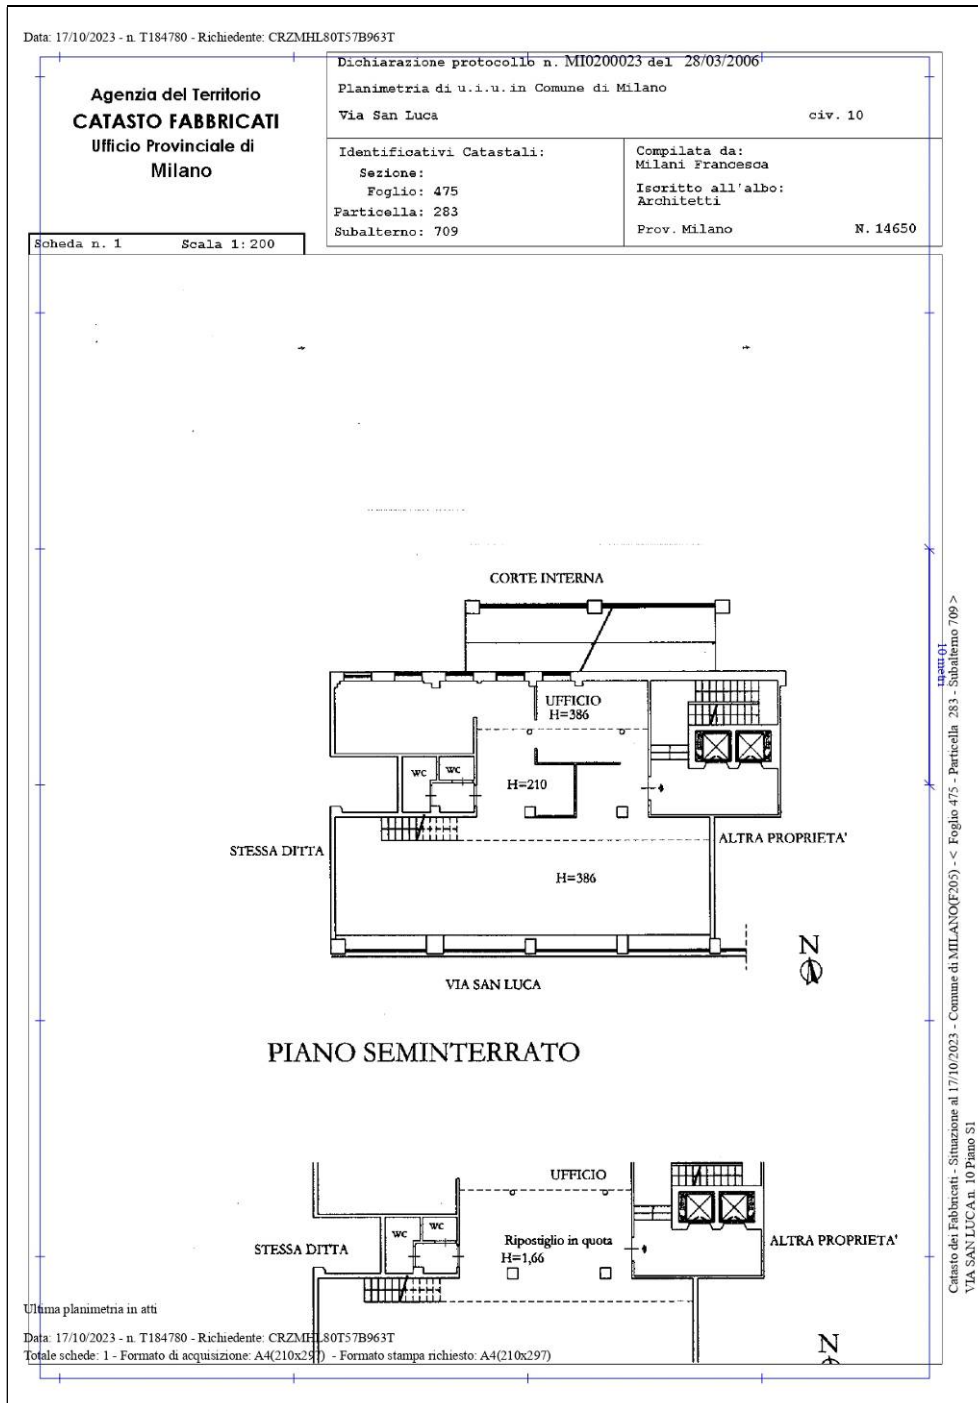 Data: 17/10/2023 - n. T184780 - Richiedente: CRZMHL80T57B963T
Agenzia del Territorio
CATASTO FABBRICATI
Ufficio Provinciale di
Milano
Dichiarazione protocollo n. MI0200023 del 28/03/2006
Planimetria di u.i.u. in Comune di Milano
Via San Luca civ. 10
Identificativi Catastali:
Sezione:
Foglio: 475
Particella: 283
Subalterno: 709
Compilata da:
Milani Francesca
Iscritto all'albo:
Architetti
Prov. Milano N. 14650
Scheda n. 1 Scala 1:200
CORTE INTERNA
UFFICIO
H=386
WC WC
H=210
STESSA DITTA
ALTRA PROPRIETA'
H=386
N
VIA SAN LUCA
PIANO SEMINTERRATO
UFFICIO
WC WC
Ripostiglio in quota
H=1,66
STESSA DITTA
ALTRA PROPRIETA'
N
Ultima planimetria in atti
Data: 17/10/2023 - n. T184780 - Richiedente: CRZMHL80T57B963T
Totale schede: 1 - Formato di acquisizione: A4(210x297) - Formato stampa richiesto: A4(210x297)
10 metri
Catasto dei Fabbricati - Situazione al 17/10/2023 - Comune di MILANO(F205) - < Foglio 475 - Particella 283 - Subalterno 709 >
VIA SAN LUCA n. 10 Piano S1